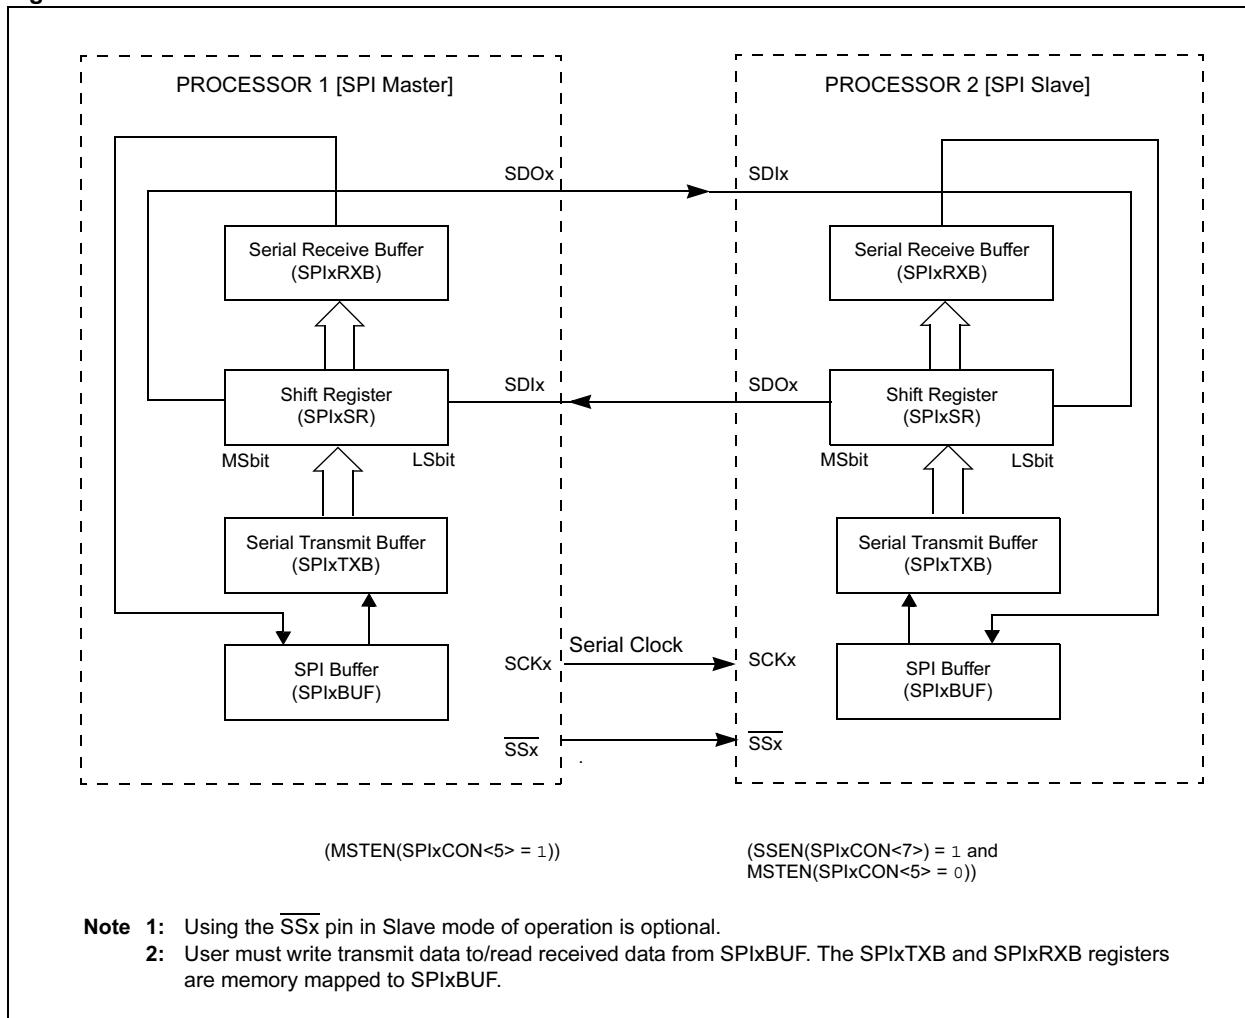 PROCESSOR 1 [SPI Master]
PROCESSOR 2 [SPI Slave]
SDOx
SDIx
Serial Receive Buffer
(SPIxRXB)
Serial Receive Buffer
(SPIxRXB)
Shift Register
(SPIxSR)
SDIx
SDOx
Shift Register
(SPIxSR)
MSbit
LSbit
MSbit
LSbit
Serial Transmit Buffer
(SPIxTXB)
Serial Transmit Buffer
(SPIxTXB)
SPI Buffer
(SPIxBUF)
SCKx
Serial Clock
SCKx
SPI Buffer
(SPIxBUF)
SSx
SSx
.
(MSTEN(SPIxCON<5> = 1))
(SSEN(SPIxCON<7>) = 1 and
MSTEN(SPIxCON<5> = 0))
Note 1: Using the SSx pin in Slave mode of operation is optional.
2: User must write transmit data to/read received data from SPIxBUF. The SPIxTXB and SPIxRXB registers
are memory mapped to SPIxBUF.